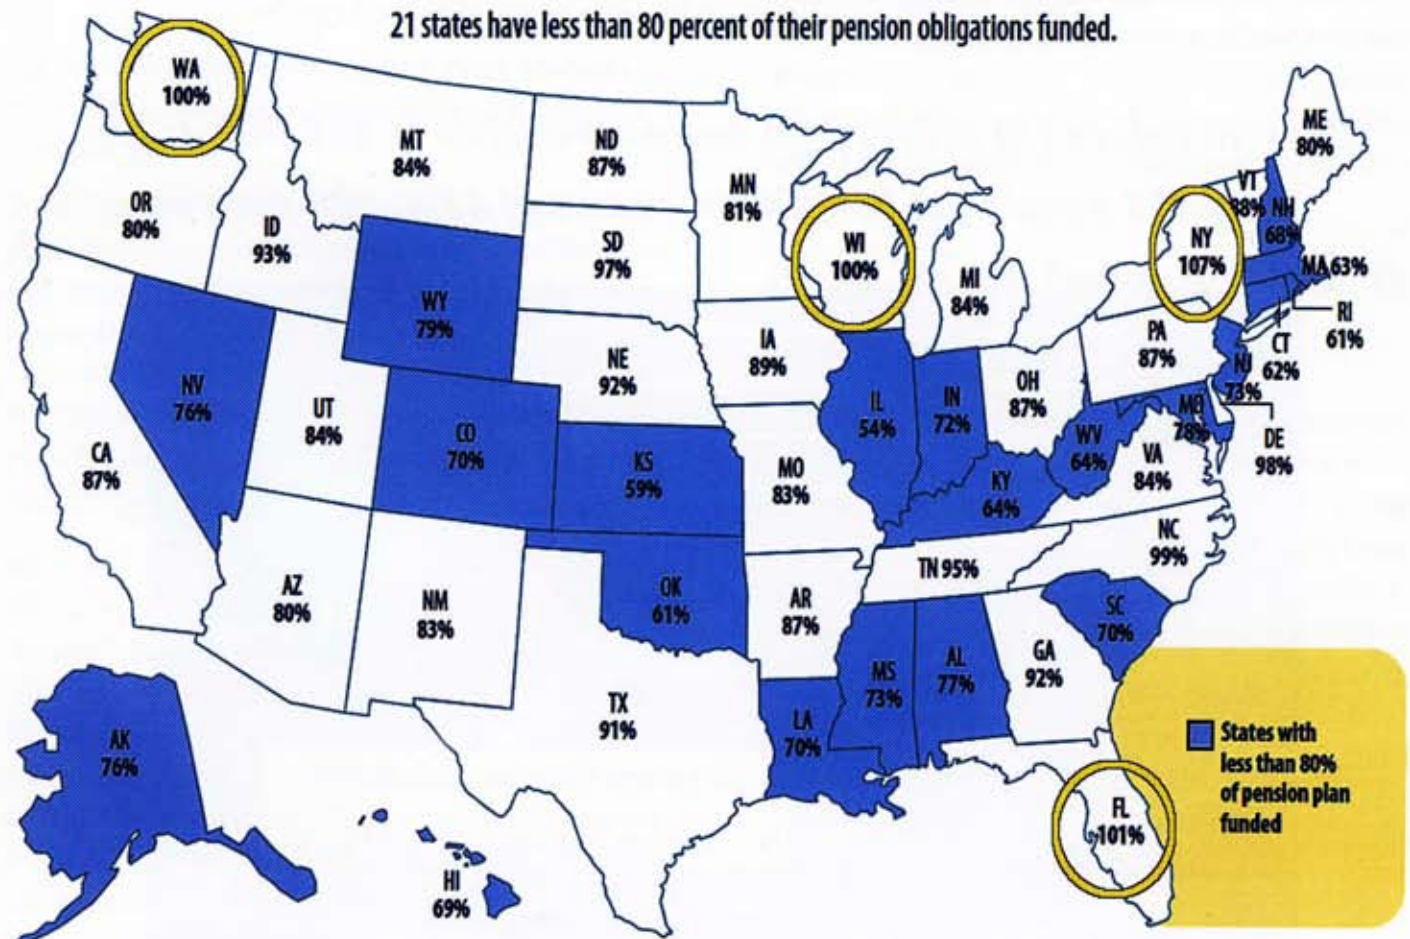 21 states have less than 80 percent of their pension obligations funded.
WA
100%
MT
84%
ND
87%
MN
81%
ME
80%
VT
88%
NH
68%
OR
80%
ID
93%
SD
97%
WI
100%
NY
107%
MA 63%
WY
79%
MI
84%
RI
61%
IA
89%
PA
87%
CT
62%
NE
92%
NV
76%
UT
84%
CO
70%
IL
54%
IN
72%
OH
87%
NJ
73%
MD
78%
DE
98%
CA
87%
KS
59%
MO
83%
WV
64%
VA
84%
KY
64%
NC
99%
TN 95%
AZ
80%
NM
83%
OK
61%
AR
87%
SC
70%
MS
73%
AL
77%
GA
92%
TX
91%
LA
70%
AK
76%
States with
less than 80%
of pension plan
funded
FL
101%
HI
69%